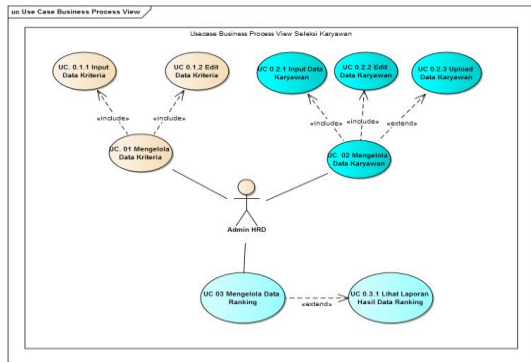 uc Use Case Business Process View
Usecase Business Process View Seleksi Karyawan
UC. 0.1.1 Input
Data Kriteria
UC. 0.1.2 Edit
Data Kriteria
UC 0.2.1 Input Data
Karyawan
UC 0.2.2 Edit
Data Karyawan
UC 0.2.3 Upload
Data Karyawan
«include»
«include»
«include»
«include»
«extend»
UC. 01 Mengelola
Data Kriteria
UC. 02 Mengelola
Data Karyawan
Admin HRD
UC 03 Mengelola Data
Ranking
«extend»
UC 0.3.1 Lihat Laporan
Hasil Data Ranking